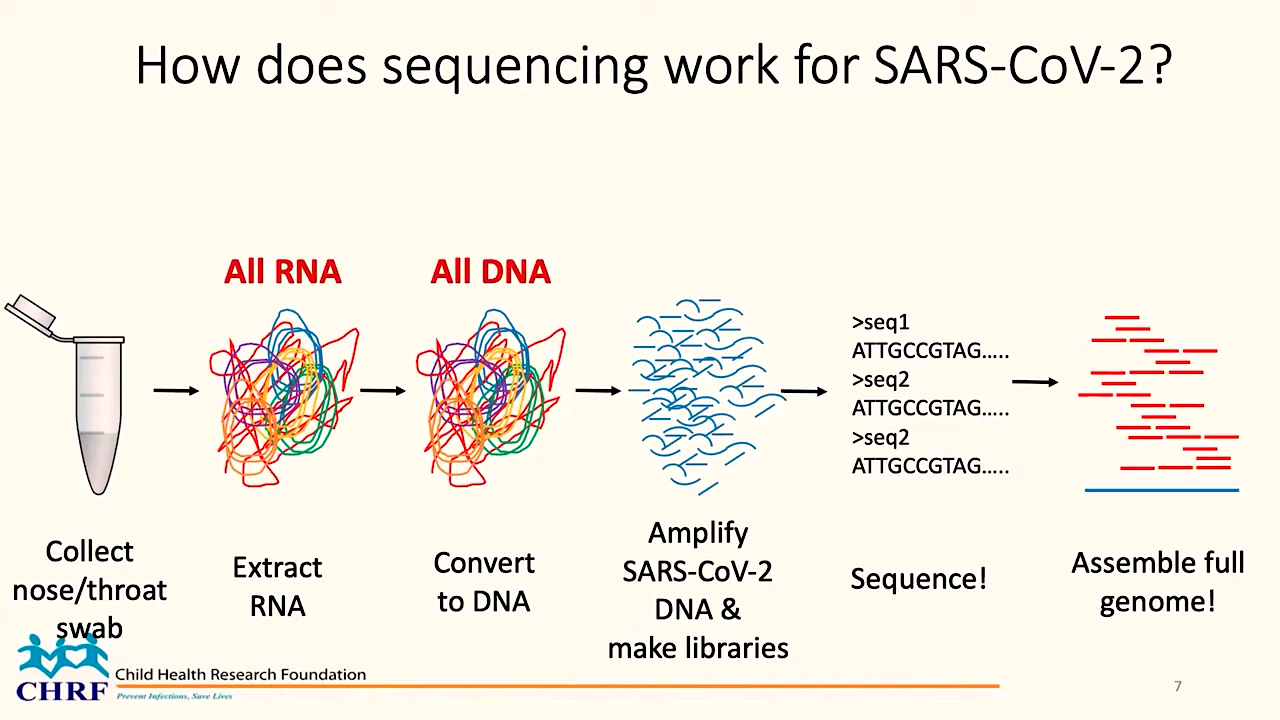 How does sequencing work for SARS-CoV-2?
All RNA
All DNA
>seq1
ATTGCCGTAG.....
>seq2
ATTGCCGTAG.....
>seq2
ATTGCCGTAG.....
Collect
nose/throat
swab
Extract
RNA
Convert
to DNA
Amplify
SARS-CoV-2
DNA &
make libraries
Sequence!
Assemble full
genome!
CHRF
Child Health Research Foundation
Prevent Infections, Save Lives
7